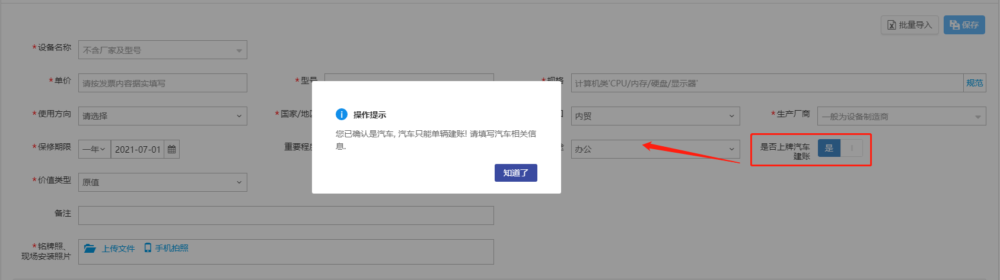 批量导入
保存
*设备名称
不含厂家及型号
*单价
请按发票内容据实填写
*型号
*规格
计算机类'CPU/内存/硬盘/显示器'
规范
*使用方向
请选择
*国家/地区
内贸
*生产厂商
一般为设备制造商
*保修期限
一年
2021-07-01
重要程度
办公
是否上牌汽车
建账
是
*价值类型
原值
操作提示
您已确认是汽车, 汽车只能单辆建账! 请填写汽车相关信
息.
知道了
备注
*铭牌照、
现场安装照片
上传文件
手机拍照